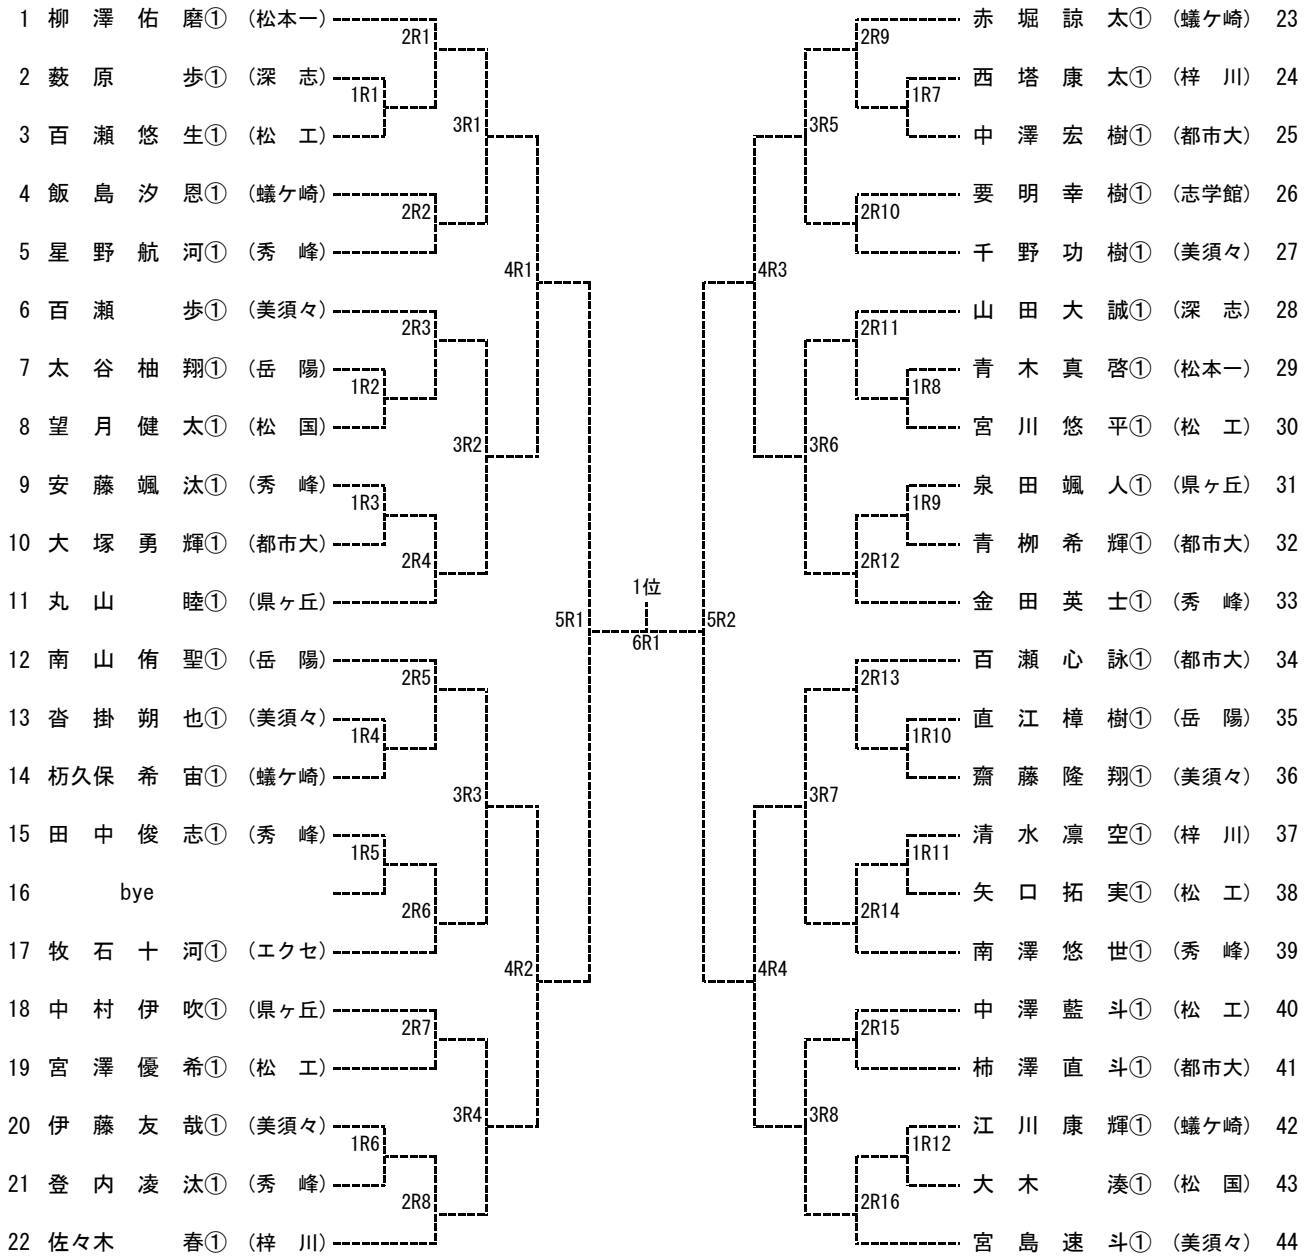 1 柳澤佑磨① (松本一) 2R1 2R9 赤堀諒太① (蟻ケ崎) 23
2 薮原歩① (深志) 1R1 1R7 西塔康太① (梓川) 24
3 百瀬悠生① (松工) 3R1 3R5 中澤宏樹① (都市大) 25
4 飯島汐恩① (蟻ケ崎) 2R2 2R10 要明幸樹① (志学館) 26
5 星野航河① (秀峰) 4R1 4R3 千野功樹① (美須々) 27
6 百瀬歩① (美須々) 2R3 2R11 山田大誠① (深志) 28
7 太谷柚翔① (岳陽) 1R2 1R8 青木真啓① (松本一) 29
8 望月健太① (松国) 3R2 3R6 宮川悠平① (松工) 30
9 安藤颯汰① (秀峰) 1R3 1R9 泉田颯人① (県ヶ丘) 31
10 大塚勇輝① (都市大) 2R4 2R12 青柳希輝① (都市大) 32
1位
11 丸山睦① (県ヶ丘) 5R1 5R2 金田英士① (秀峰) 33
6R1
12 南山侑聖① (岳陽) 2R5 2R13 百瀬心詠① (都市大) 34
13 沓掛朔也① (美須々) 1R4 1R10 直江樟樹① (岳陽) 35
14 栃久保希宙① (蟻ケ崎) 3R3 3R7 齋藤隆翔① (美須々) 36
15 田中俊志① (秀峰) 1R5 1R11 清水凛空① (梓川) 37
16 bye 2R6 2R14 矢口拓実① (松工) 38
17 牧石十河① (エクセ) 4R2 4R4 南澤悠世① (秀峰) 39
18 中村伊吹① (県ヶ丘) 2R7 2R15 中澤藍斗① (松工) 40
19 宮澤優希① (松工) 柿澤直斗① (都市大) 41
20 伊藤友哉① (美須々) 3R4 1R6 3R8 1R12 江川康輝① (蟻ケ崎) 42
21 登内凌汰① (秀峰) 2R8 2R16 大木湊① (松国) 43
22 佐々木春① (梓川) 宮島速斗① (美須々) 44